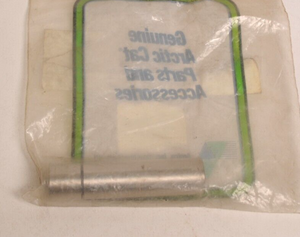 Genuine
Arctic Cat
Parts and
Accessories